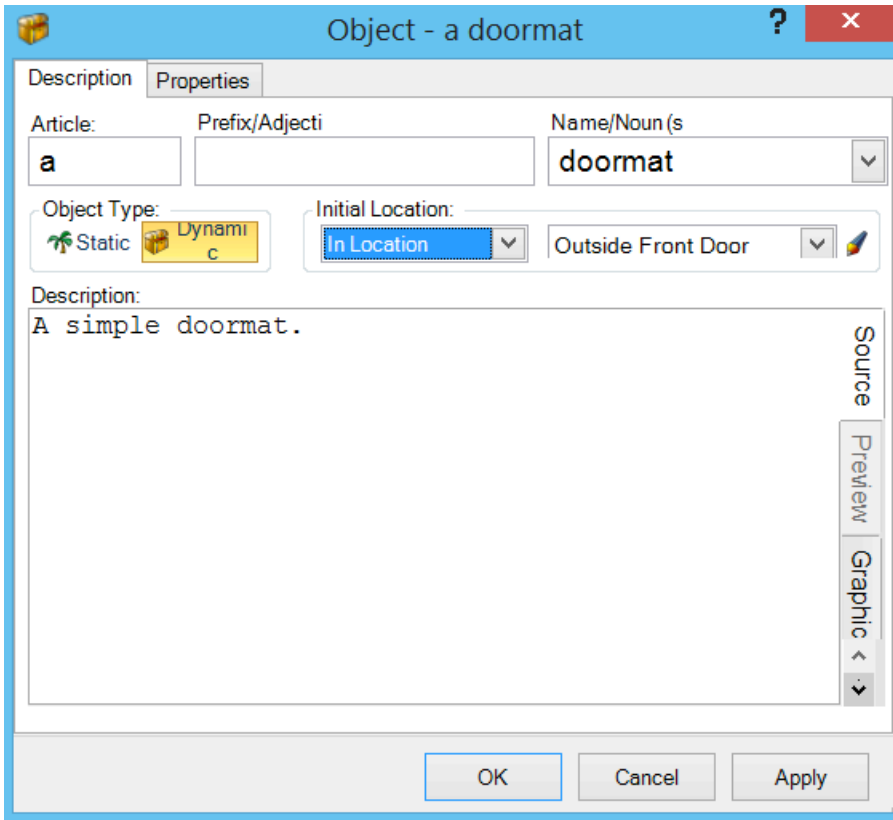 Object - a doormat ?
Description Properties
Article: Prefix/Adjecti Name/Noun(s
a doormat
Object Type: Initial Location:
Static Dynami
c In Location Outside Front Door
Description:
A simple doormat.
Source
Preview
Graphic
OK Cancel Apply